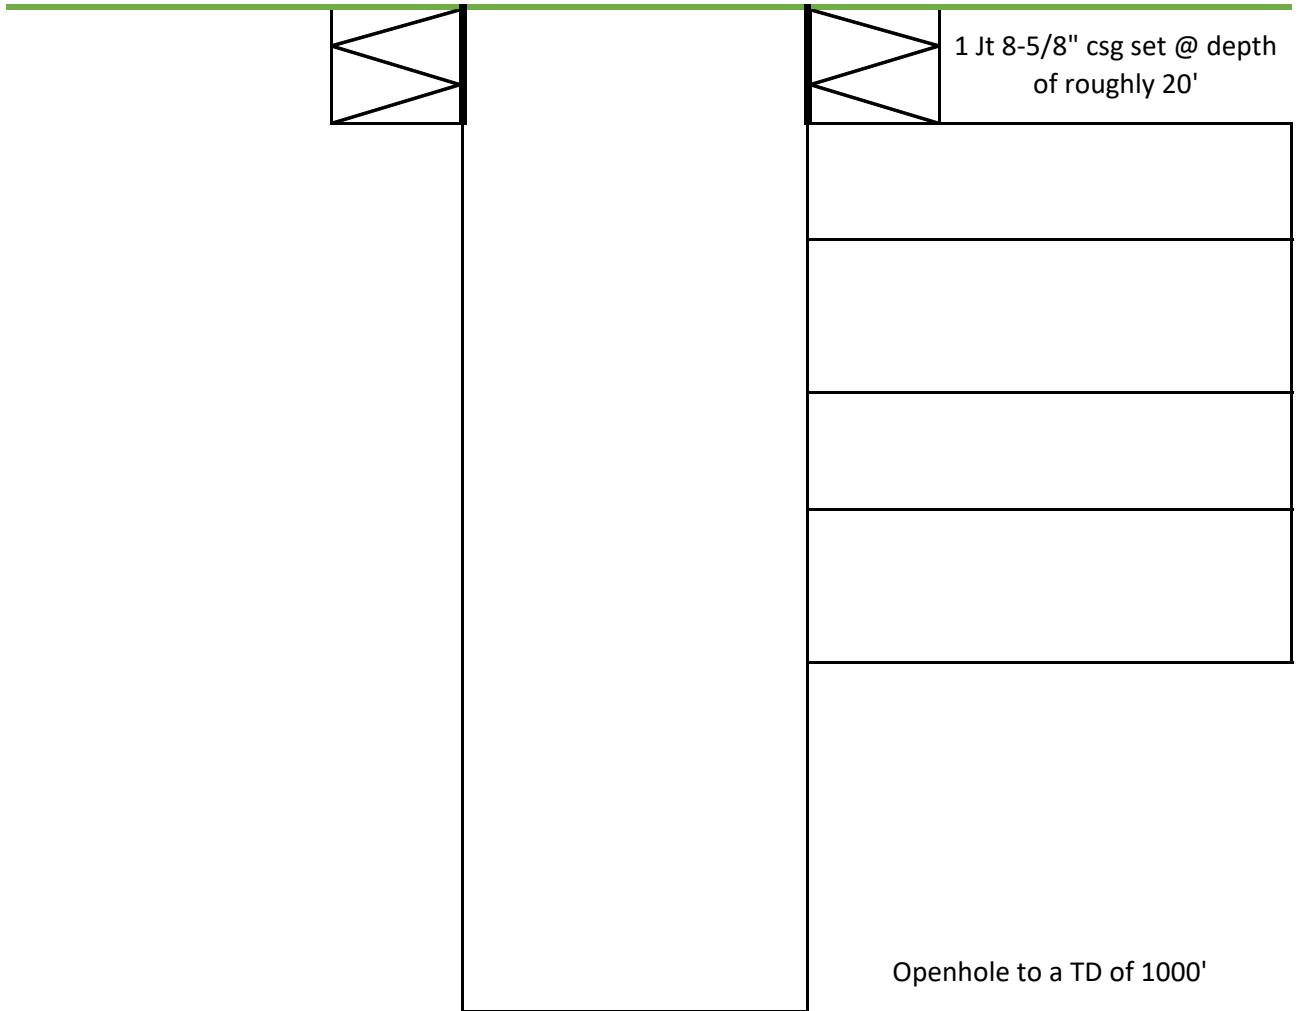 1 Jt 8-5/8" csg set @ depth
of roughly 20'
Openhole to a TD of 1000'